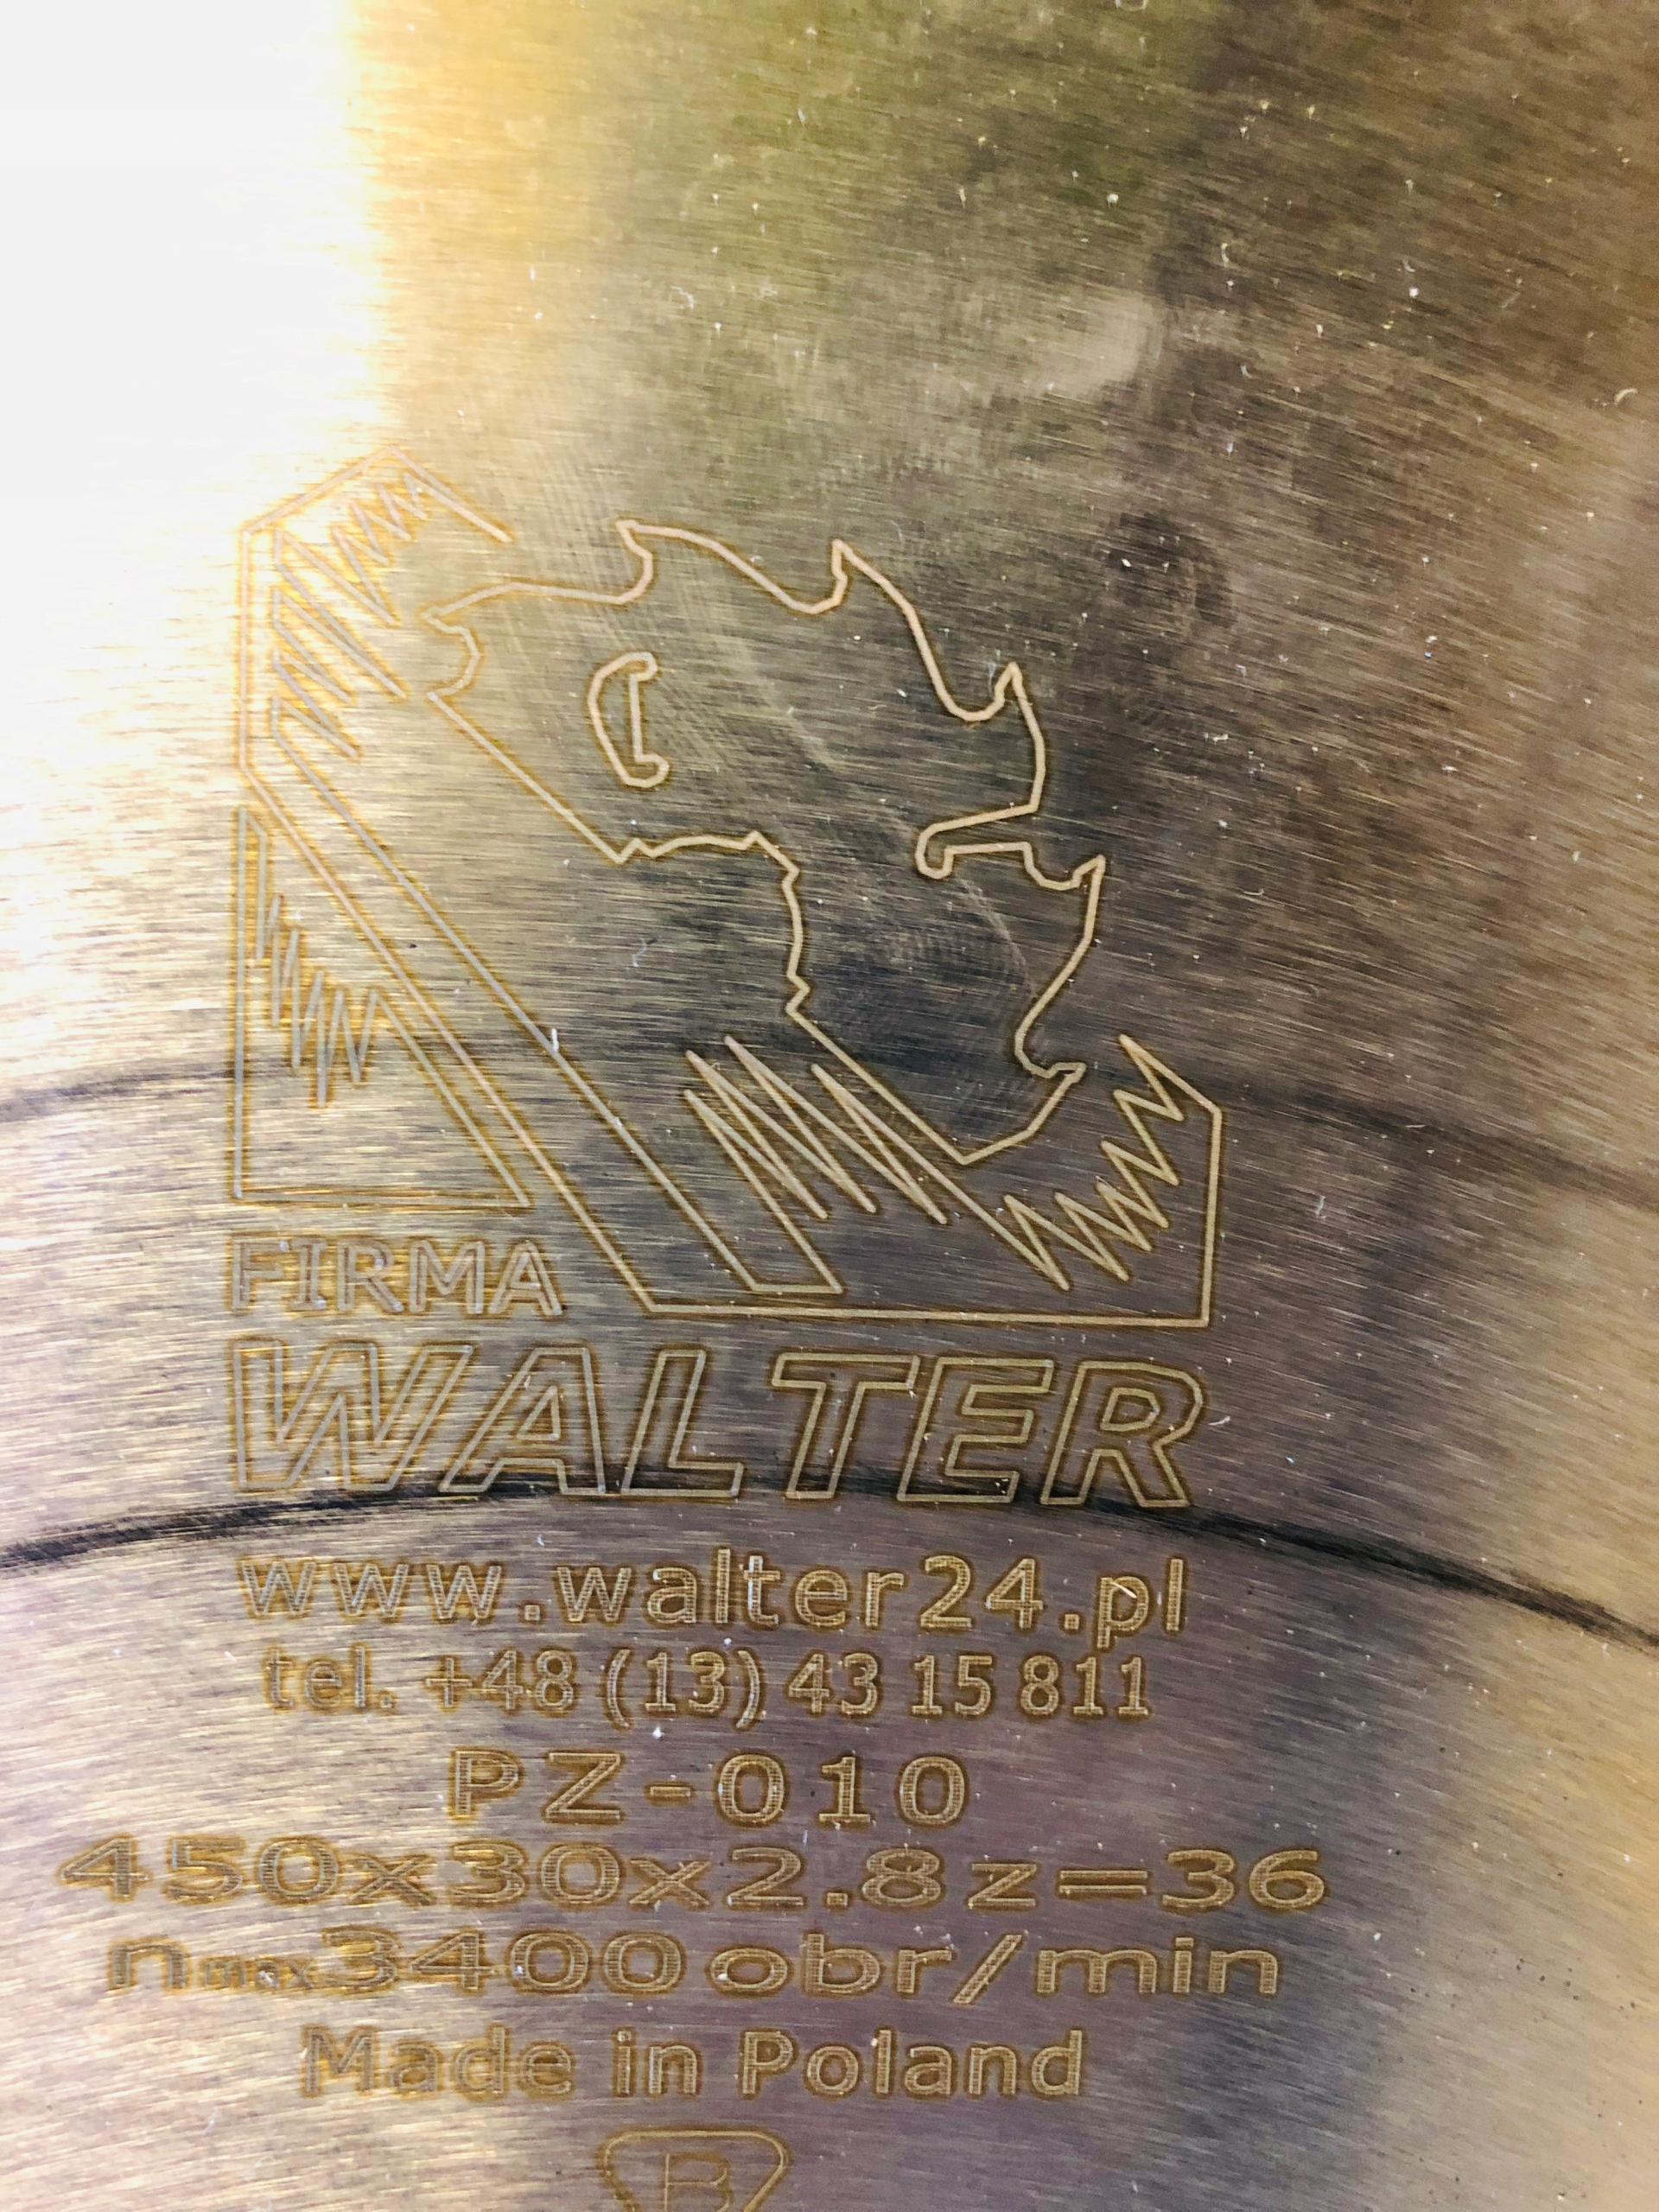 FIRMA
WALTER
www.walter24.pl
tel. +48 (13) 43 15 811
PZ-010
450x30x2.8 z=36
nmax3400 obr/min
Made in Poland
B